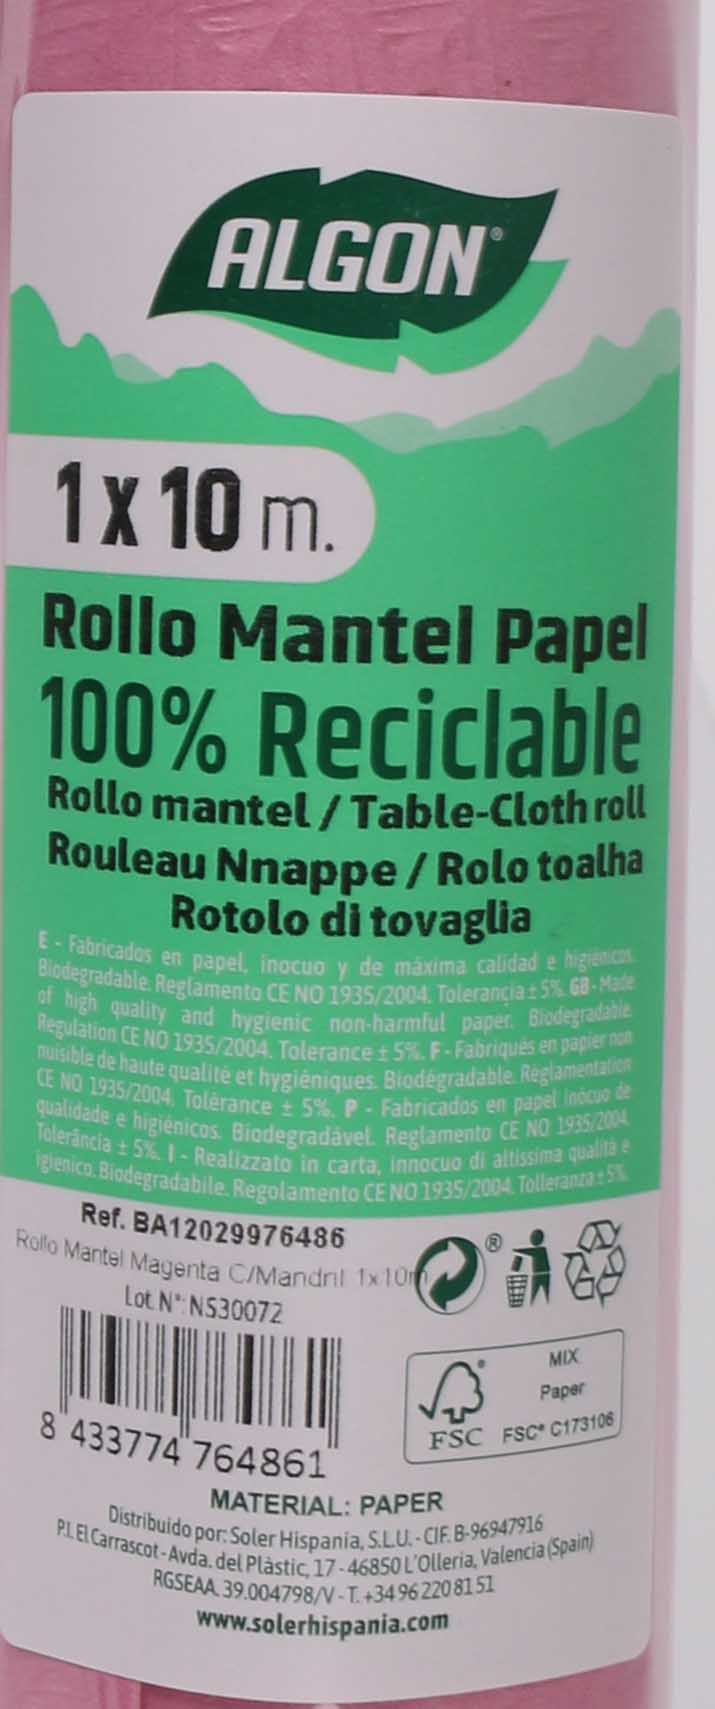 ALGON®
1 x 10 m.
Rollo Mantel Papel
100% Reciclable
Rollo mantel / Table-Cloth roll
Rouleau Nnappe / Rolo toalha
Rotolo di tovaglia
E - Fabricados en papel, inocuo y de máxima calidad e higiénicos.
Biodegradable. Reglamento CE NO 1935/2004. Tolerancia ± 5%. GB - Made
of high quality and hygienic non-harmful paper. Biodegradable.
Regulation CE NO 1935/2004. Tolerance ± 5%. F - Fabriqués en papier non
nuisible de haute qualité et hygiéniques. Biodégradable. Réglamentation
CE NO 1935/2004. Tolérance ± 5%. P - Fabricados en papel inócuo de
qualidade e higiénicos. Biodegradável. Reglamento CE NO 1935/2004.
Tolerância ± 5%. I - Realizzato in carta, innocuo di altissima qualità e
igienico. Biodegradabile. Regolamento CE NO 1935/2004. Tolleranza ± 5%.
Ref. BA12029976486
Rollo Mantel Magenta C/Mandril 1x10m
®
Lot. N°: NS30072
8 433774 764861
MIX
Paper
FSC® FSC® C173106
MATERIAL: PAPER
Distribuido por: Soler Hispania, S.L.U. - CIF. B-96947916
P.I. El Carrascot - Avda. del Plàstic, 17 - 46850 L'Olleria, Valencia (Spain)
RGSEAA. 39.004798/V - T. +34 96 220 81 51
www.solerhispania.com